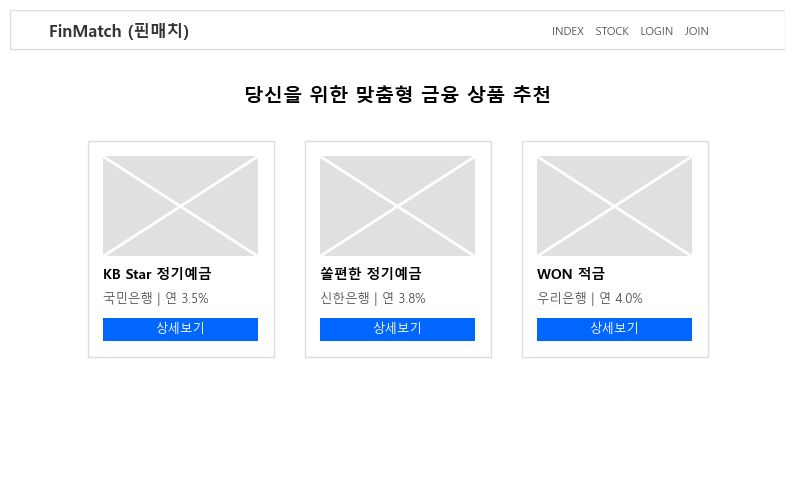 FinMatch (핀매치)
INDEX STOCK LOGIN JOIN
당신을 위한 맞춤형 금융 상품 추천
KB Star 정기예금
국민은행 | 연 3.5%
상세보기
쏠편한 정기예금
신한은행 | 연 3.8%
상세보기
WON 적금
우리은행 | 연 4.0%
상세보기